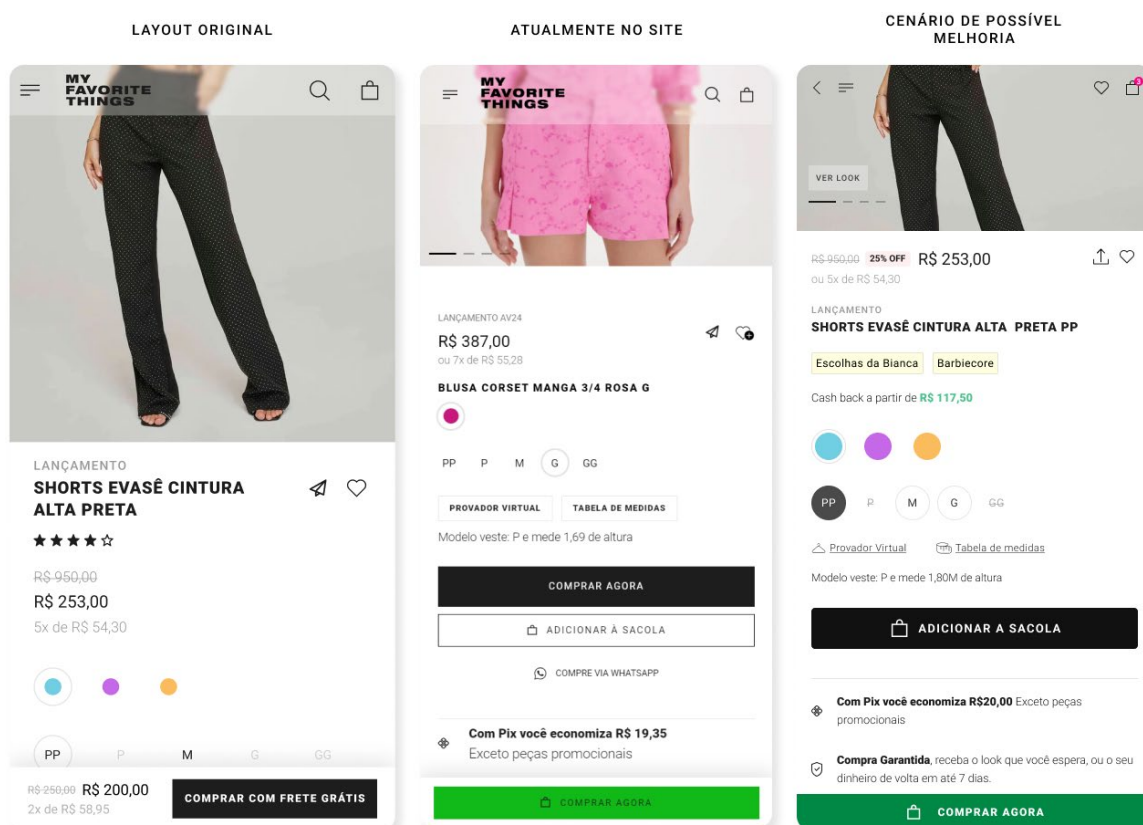 LAYOUT ORIGINAL
MY
FAVORITE
THINGS
LANÇAMENTO
SHORTS EVASÊ CINTURA
ALTA PRETA
R$ 950,00
R$ 253,00
5x de R$ 54,30
PP P M G GG
R$ 250,00 R$ 200,00
2x de R$ 58,95
COMPRAR COM FRETE GRÁTIS
ATUALMENTE NO SITE
MY
FAVORITE
THINGS
LANÇAMENTO AV24
R$ 387,00
ou 7x de R$ 55,28
BLUSA CORSET MANGA 3/4 ROSA G
PP P M G GG
PROVADOR VIRTUAL TABELA DE MEDIDAS
Modelo veste: P e mede 1,69 de altura
COMPRAR AGORA
ADICIONAR À SACOLA
COMPRE VIA WHATSAPP
Com Pix você economiza R$ 19,35
Exceto peças promocionais
COMPRAR AGORA
CENÁRIO DE POSSÍVEL
MELHORIA
3
VER LOOK
R$ 950,00 25% OFF R$ 253,00
ou 5x de R$ 54,30
LANÇAMENTO
SHORTS EVASÊ CINTURA ALTA PRETA PP
Escolhas da Bianca Barbiecore
Cash back a partir de R$ 117,50
PP P M G GG
Provador Virtual Tabela de medidas
Modelo veste: P e mede 1,80M de altura
ADICIONAR A SACOLA
Com Pix você economiza R$20,00 Exceto peças
promocionais
Compra Garantida, receba o look que você espera, ou o seu
dinheiro de volta em até 7 dias.
COMPRAR AGORA